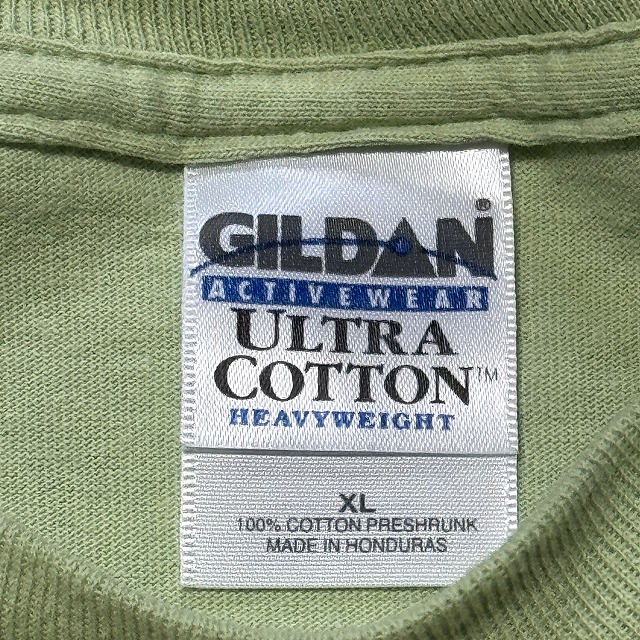 GILDAN®
ACTIVEWEAR
ULTRA
COTTON™
HEAVYWEIGHT
XL
100% COTTON PRESHRUNK
MADE IN HONDURAS